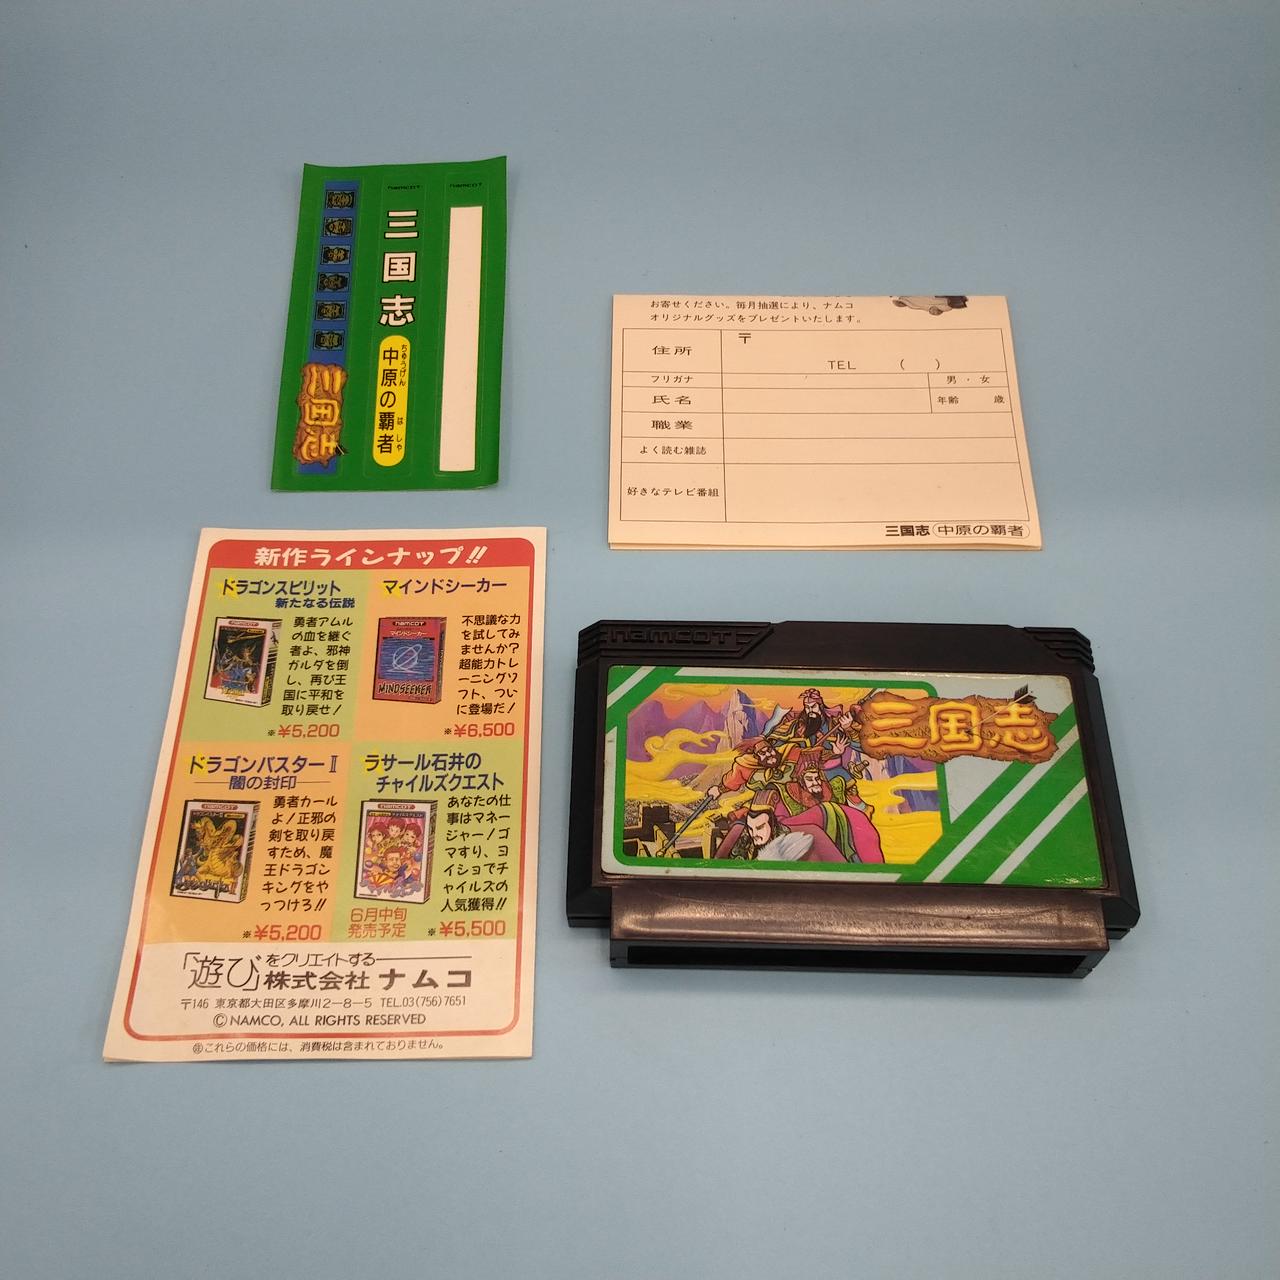 namcot
namcot
三国志
三国志
ちゅうげん
はしゃ
中原の覇者
お寄せください。毎月抽選により、ナムコ
オリジナルグッズをプレゼントいたします。
住所
〒
TEL ( )
フリガナ
男・女
氏名
年齢 歳
職業
よく読む雑誌
好きなテレビ番組
三国志 中原の覇者
新作ラインナップ!!
ドラゴンスピリット
新たなる伝説
勇者アムル
の血を継ぐ
者よ、邪神
ガルダを倒
し、再び王
国に平和を
取り戻せ!
※¥5,200
マインドシーカー
namcot
マインドシーカー
MINDSEEKER
不思議な力
を試してみ
ませんか?
超能力トレ
ーニングソ
フト、つい
に登場だ!
※¥6,500
ドラゴンバスターII
闇の封印
namcot
勇者カール
よ!正邪の
剣を取り戻
すため、魔
王ドラゴン
キングをや
っつけろ!!
※¥5,200
ラサール石井の
チャイルズクエスト
namcot
あなたの仕
事はマネー
ジャー!ゴ
マすり、ヨ
イショでチ
ャイルズの
人気獲得!!
6月中旬
発売予定
※¥5,500
「遊び」をクリエイトする
株式会社ナムコ
〒146 東京都大田区多摩川2-8-5 TEL.03(756)7651
©NAMCO, ALL RIGHTS RESERVED
㊟これらの価格には、消費税は含まれておりません。
namcot
三国志